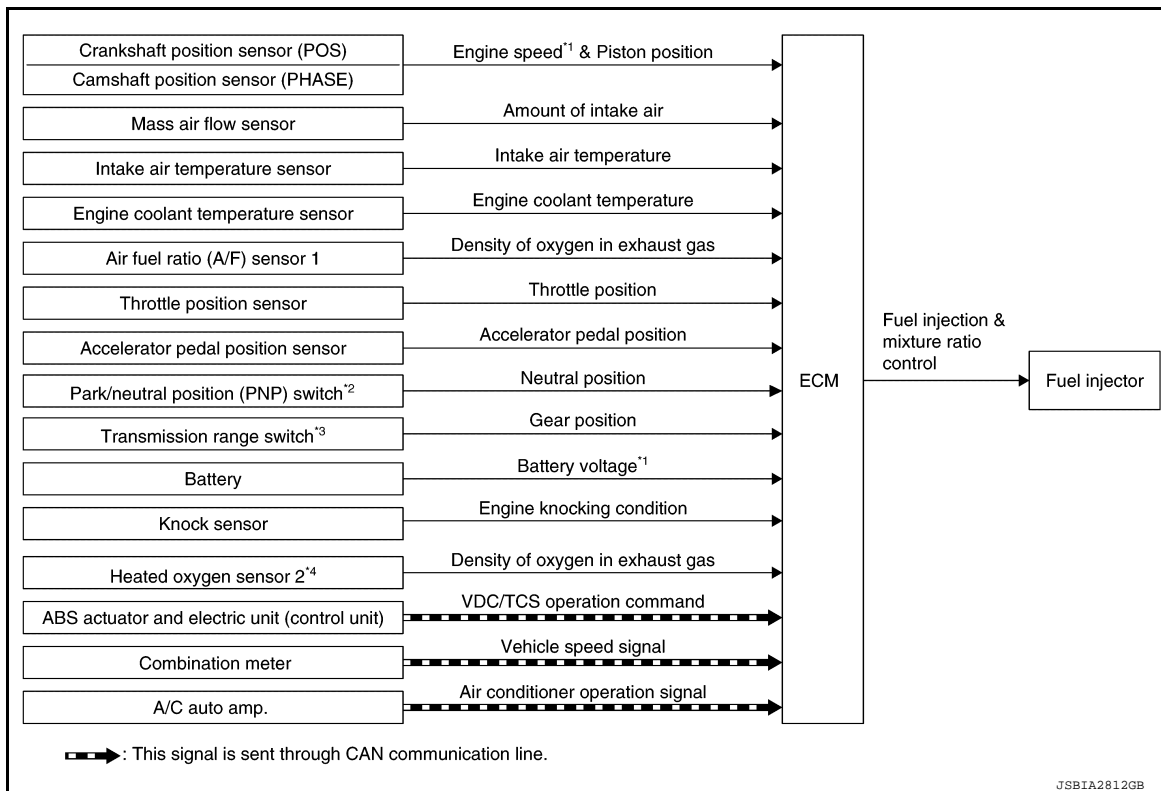 Crankshaft position sensor (POS)
Engine speed*1 & Piston position
Camshaft position sensor (PHASE)
Mass air flow sensor
Amount of intake air
Intake air temperature sensor
Intake air temperature
Engine coolant temperature sensor
Engine coolant temperature
Air fuel ratio (A/F) sensor 1
Density of oxygen in exhaust gas
Throttle position sensor
Throttle position
Accelerator pedal position sensor
Accelerator pedal position
Park/neutral position (PNP) switch*2
Neutral position
Transmission range switch*3
Gear position
Battery
Battery voltage*1
Knock sensor
Engine knocking condition
Heated oxygen sensor 2*4
Density of oxygen in exhaust gas
ABS actuator and electric unit (control unit)
VDC/TCS operation command
Combination meter
Vehicle speed signal
A/C auto amp.
Air conditioner operation signal
ECM
Fuel injection &
mixture ratio
control
Fuel injector
: This signal is sent through CAN communication line.
JSBIA2812GB